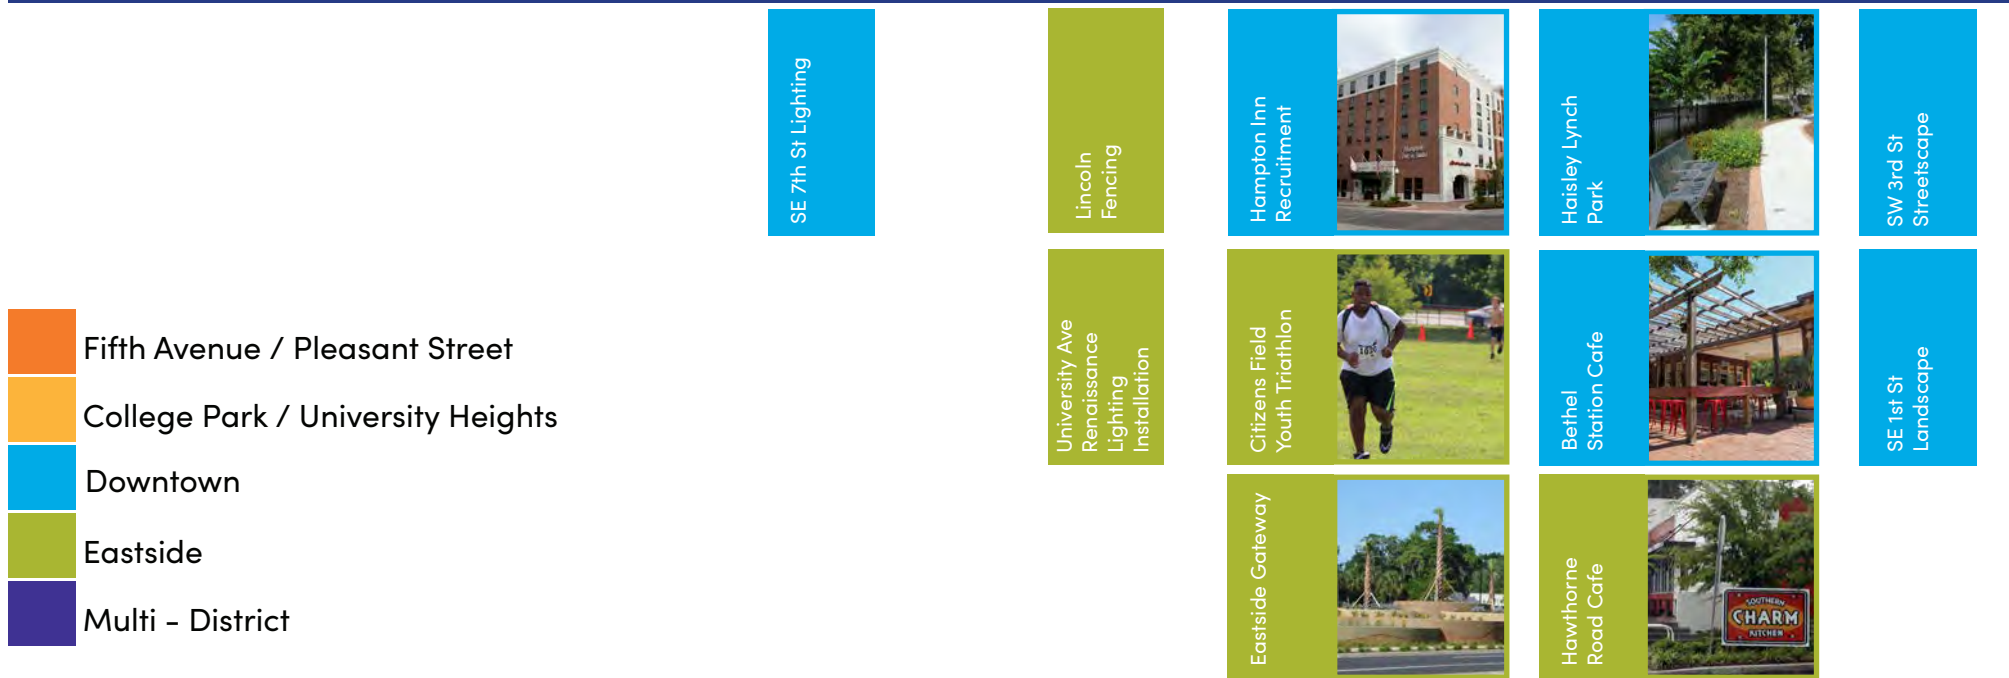 SE 7th St Lighting
Lincoln
Fencing
Hampton Inn
Recruitment
Haisley Lynch
Park
SW 3rd St
Streetscape
University Ave
Renaissance
Lighting
Installation
Citizens Field
Youth Triathlon
Bethel
Station Cafe
SE 1st St
Landscape
Eastside Gateway
Hawthorne
Road Cafe
SOUTHERN
CHARM
KITCHEN
Fifth Avenue / Pleasant Street
College Park / University Heights
Downtown
Eastside
Multi - District